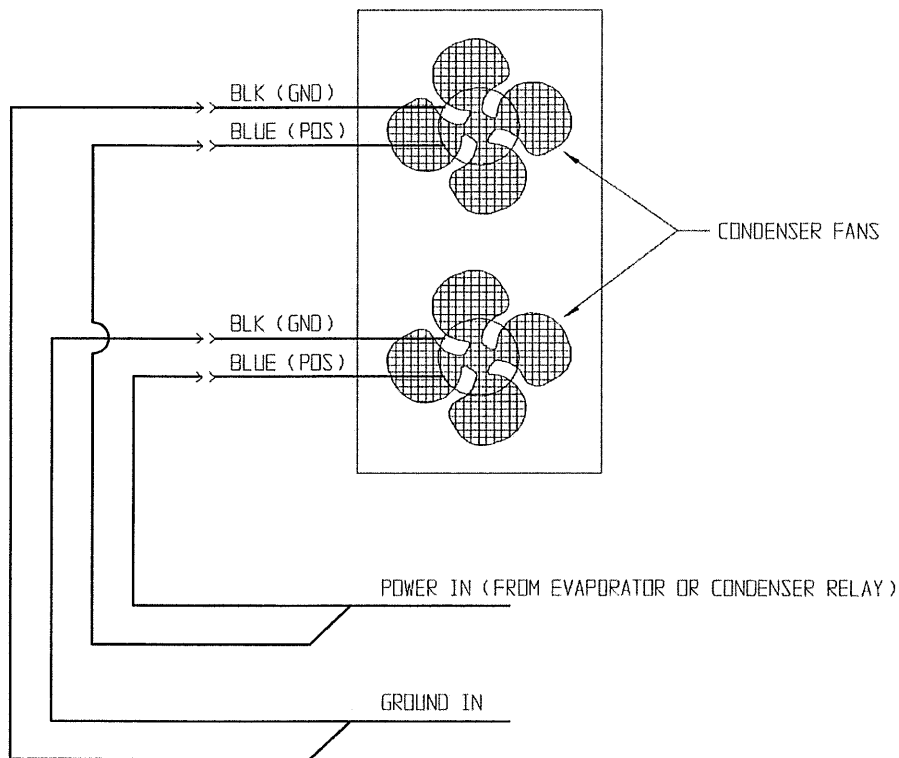 BLK (GND)
BLUE (POS)
CONDENSER FANS
BLK (GND)
BLUE (POS)
POWER IN (FROM EVAPORATOR OR CONDENSER RELAY)
GROUND IN